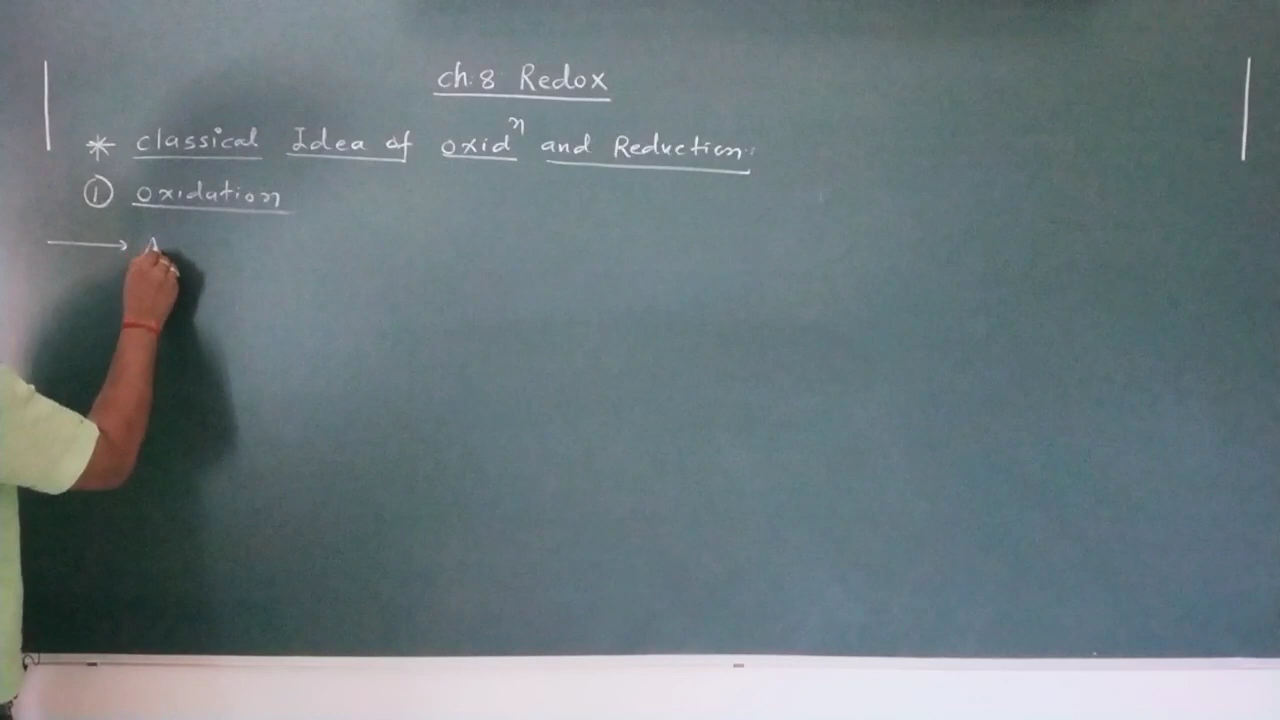 ch. 8 Redox
* classical Idea of oxidⁿ and Reduction:
① oxidation
→ A